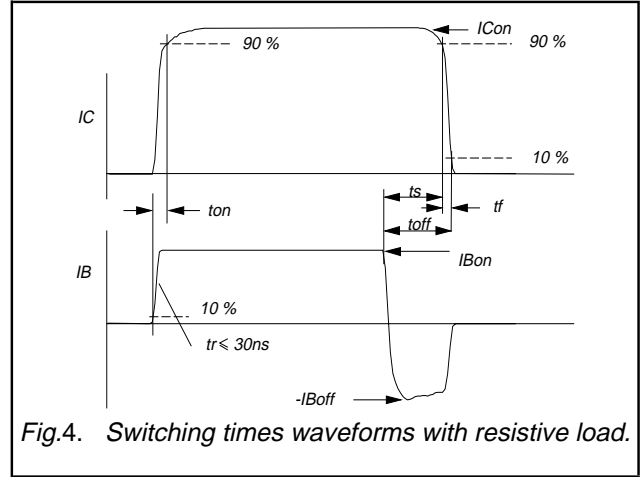 ICon
90 %
90 %
IC
10 %
ts
ton
tf
toff
IBon
IB
10 %
tr ≤ 30ns
-IBoff
Fig.4. Switching times waveforms with resistive load.